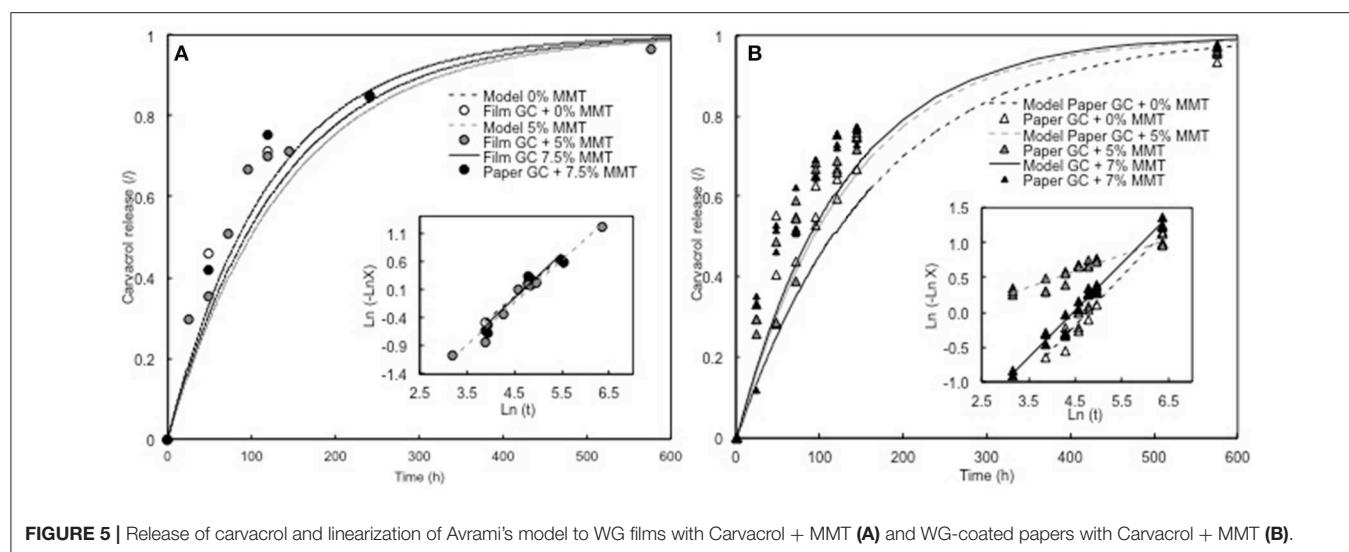 A
Carvacrol release (/)
1
0.8
0.6
0.4
0.2
0
0 100 200 300 400 500 600
Time (h)
Model 0% MMT
Film GC + 0% MMT
Model 5% MMT
Film GC + 5% MMT
Film GC 7.5% MMT
Paper GC + 7.5% MMT
Ln (-LnX)
1.1
0.6
0.1
-0.4
-0.9
-1.4
2.5 3.5 4.5 5.5 6.5
Ln (t)
B
Carvacrol release (/)
1
0.8
0.6
0.4
0.2
0
0 100 200 300 400 500 600
Time (h)
Model Paper GC + 0% MMT
Paper GC + 0% MMT
Model Paper GC + 5% MMT
Paper GC + 5% MMT
Model GC + 7% MMT
Paper GC + 7% MMT
Ln (-Ln X)
1.5
1.0
0.5
0.0
-0.5
-1.0
2.5 3.5 4.5 5.5 6.5
Ln (t)
FIGURE 5 | Release of carvacrol and linearization of Avrami's model to WG films with Carvacrol + MMT (A) and WG-coated papers with Carvacrol + MMT (B).